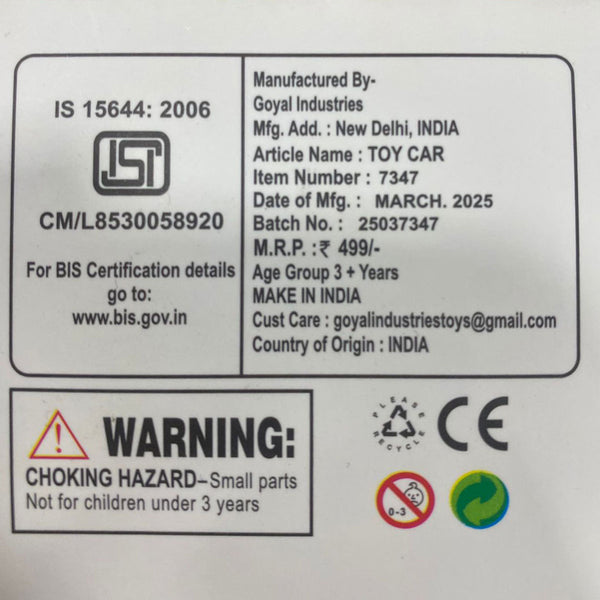 IS 15644: 2006
ISI
CM/L8530058920
For BIS Certification details
go to:
www.bis.gov.in
Manufactured By-
Goyal Industries
Mfg. Add. : New Delhi, INDIA
Article Name : TOY CAR
Item Number : 7347
Date of Mfg. : MARCH. 2025
Batch No. : 25037347
M.R.P. :₹ 499/-
Age Group 3 + Years
MAKE IN INDIA
Cust Care : goyalindustriestoys@gmail.com
Country of Origin : INDIA
WARNING:
CHOKING HAZARD–Small parts
Not for children under 3 years
PLEASE
RECYCLE
CE
0-3